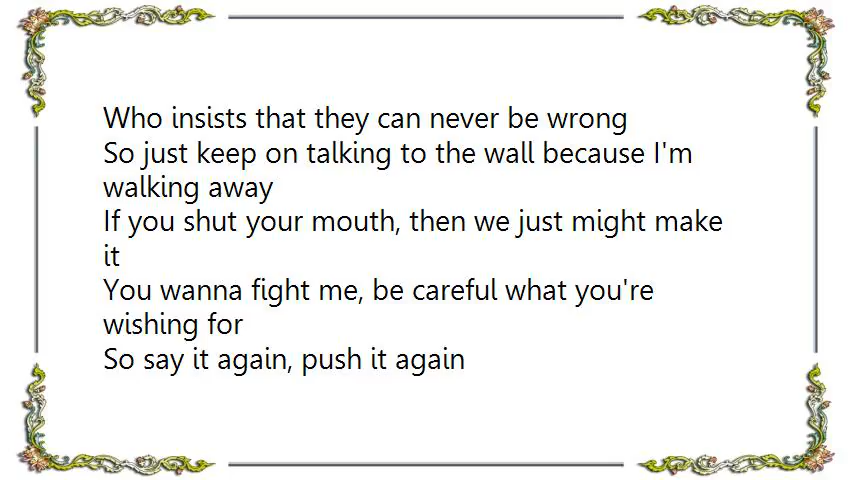 Who insists that they can never be wrong
So just keep on talking to the wall because I'm
walking away
If you shut your mouth, then we just might make
it
You wanna fight me, be careful what you're
wishing for
So say it again, push it again